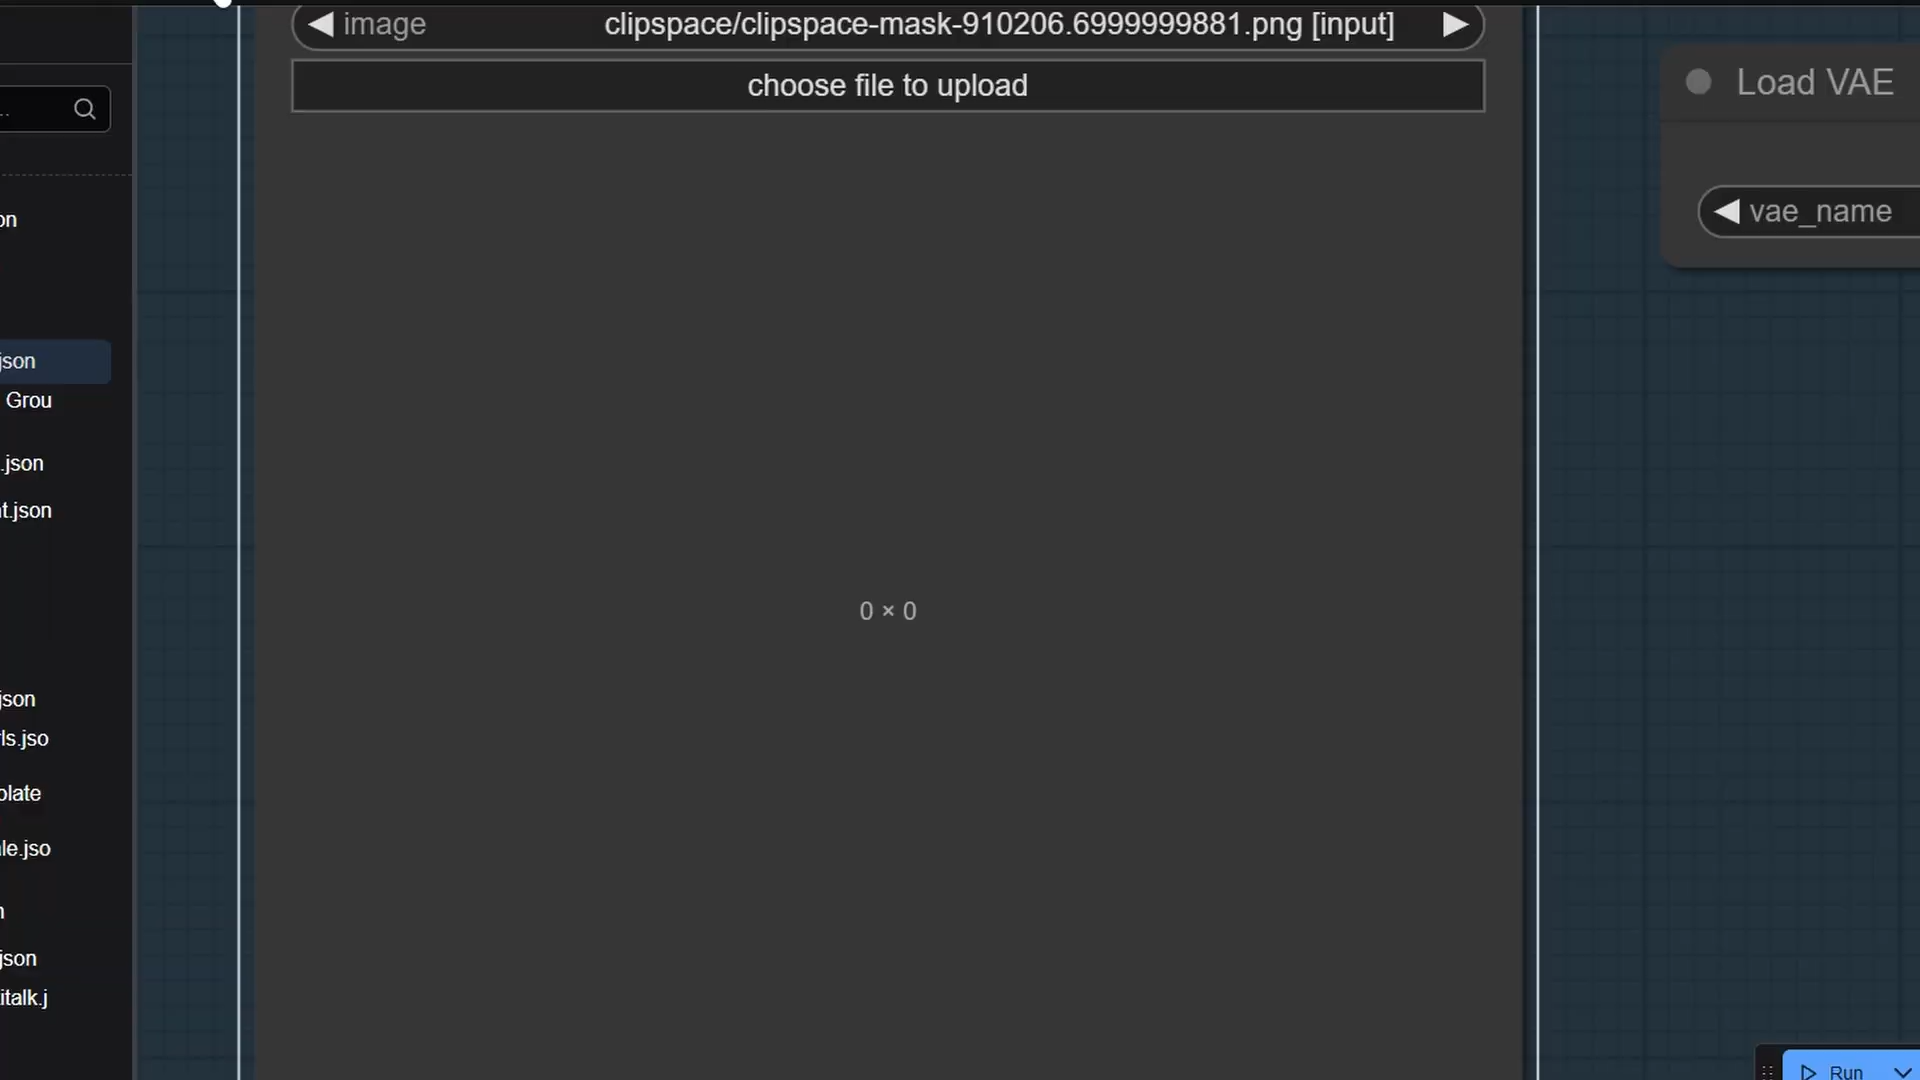 image clipspace/clipspace-mask-910206.6999999881.png [input]
choose file to upload
Load VAE
vae_name
..
on
json
Grou
.json
t.json
0 × 0
json
ls.jso
plate
le.jso
json
italk.j
Run